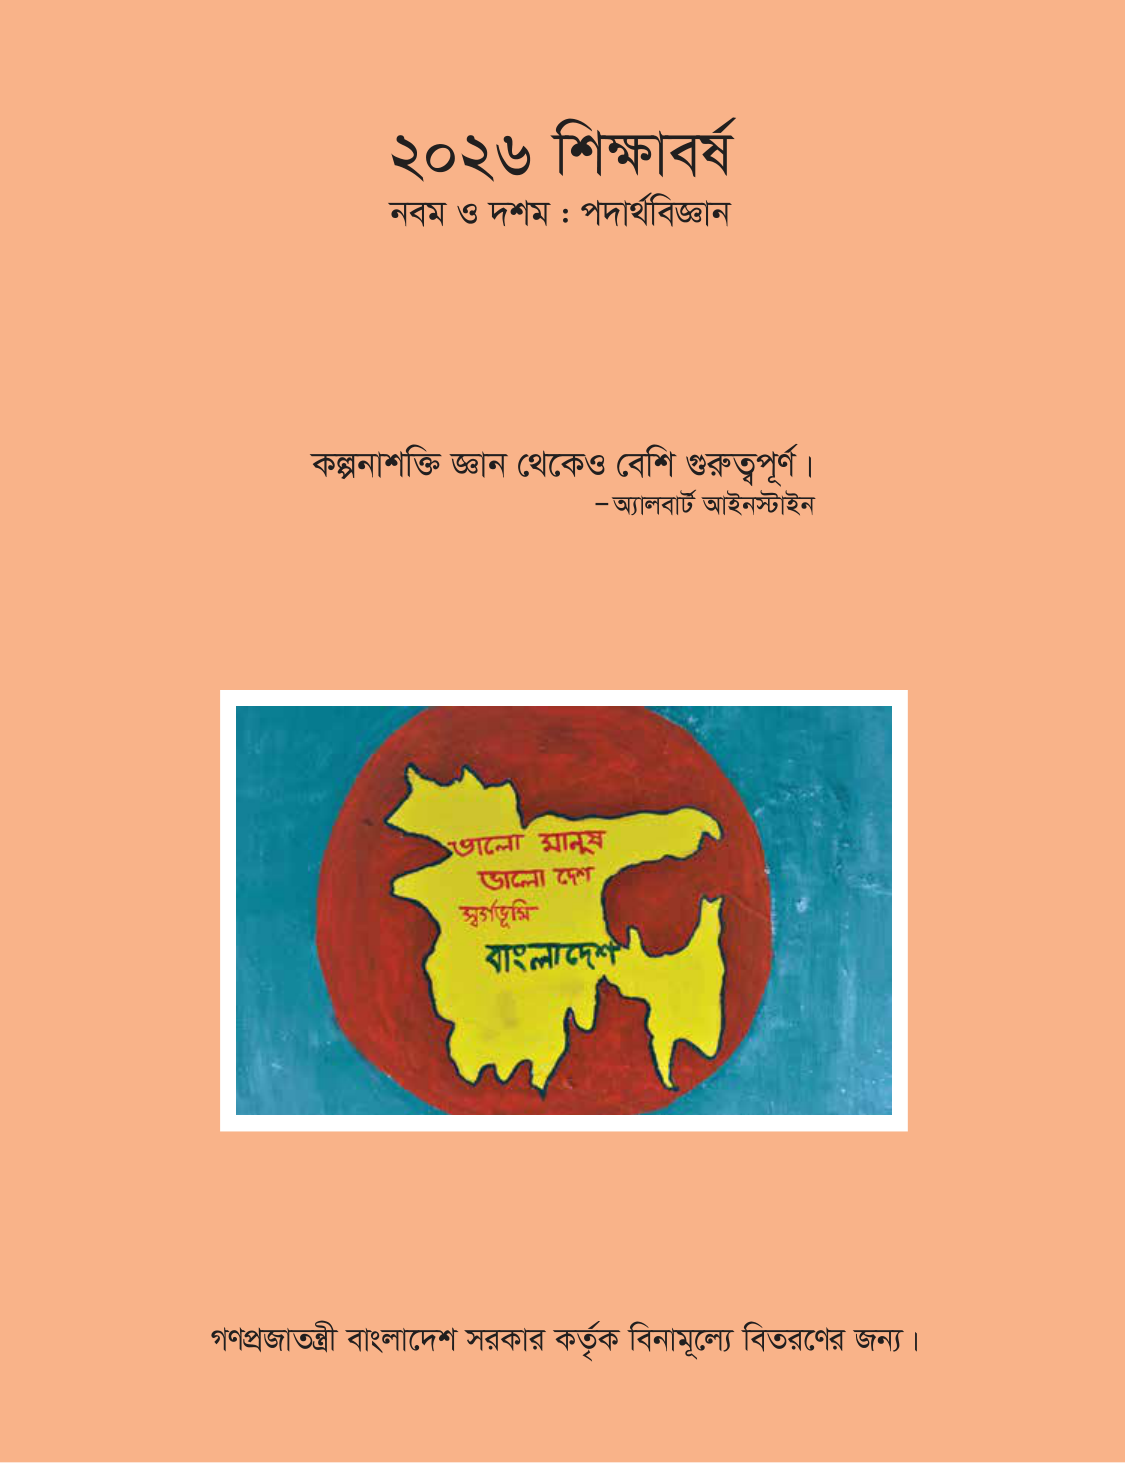 ২০২৬ শিক্ষাবর্ষ
নবম ও দশম : পদার্থবিজ্ঞান
কল্পনাশক্তি জ্ঞান থেকেও বেশি গুরুত্বপূর্ণ।
–অ্যালবার্ট আইনস্টাইন
ভালো মানুষ
ভালো দেশ
স্বর্গভূমি
বাংলাদেশ
গণপ্রজাতন্ত্রী বাংলাদেশ সরকার কর্তৃক বিনামূল্যে বিতরণের জন্য।